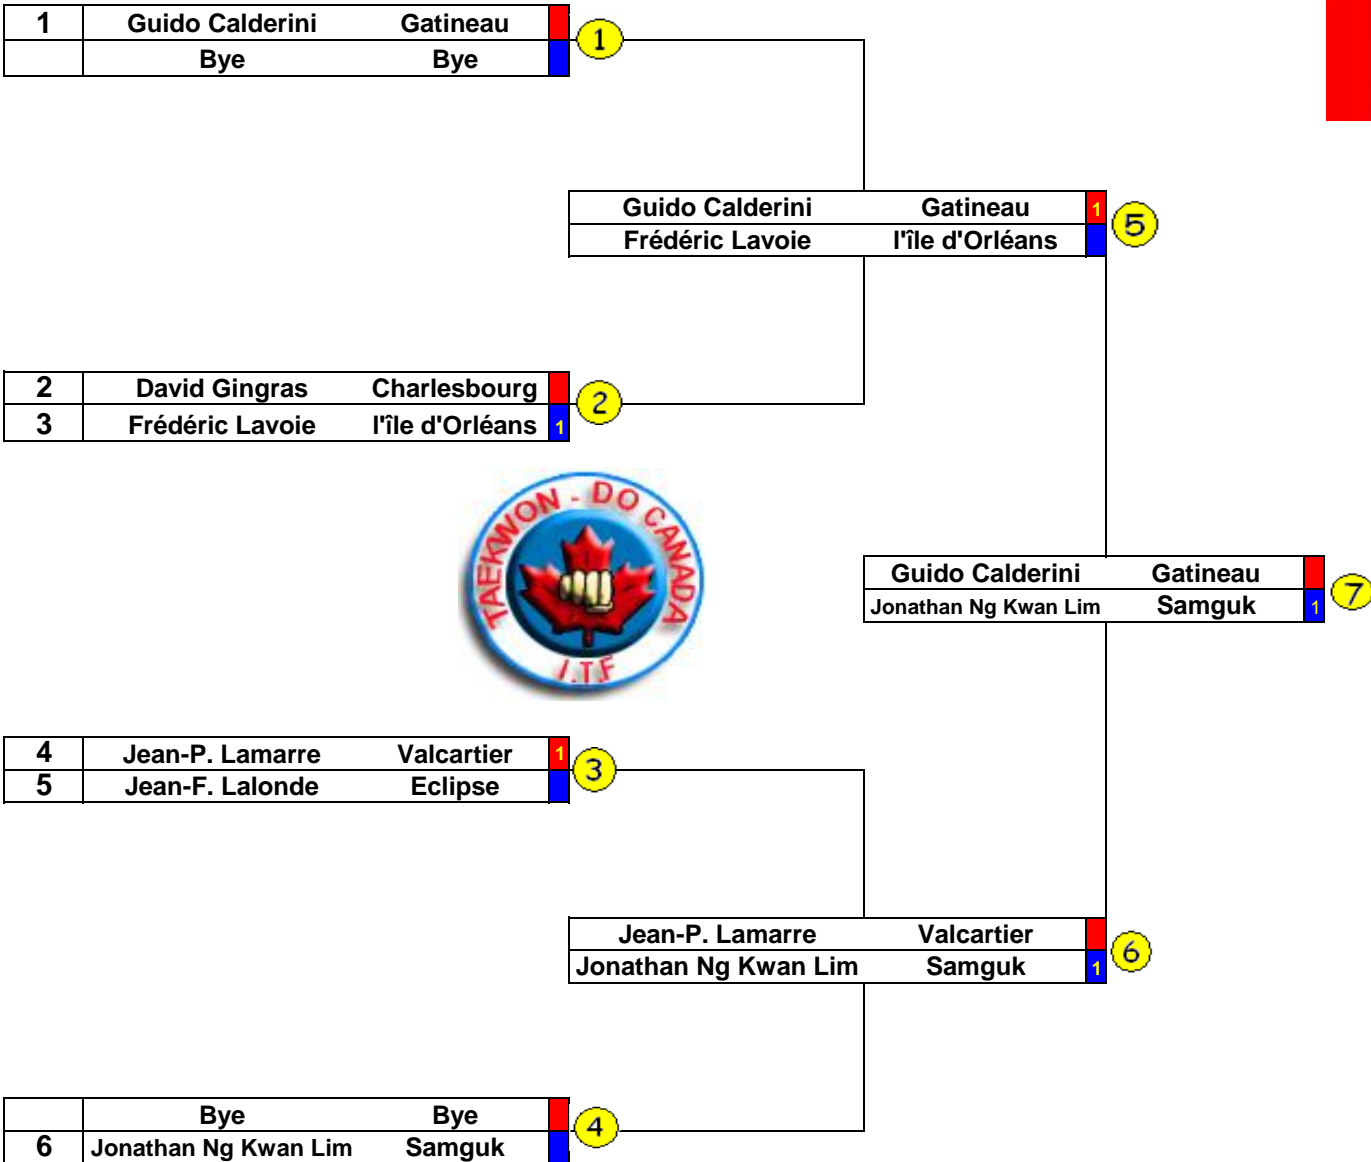 1 Guido Calderini Gatineau
Bye Bye
1
Guido Calderini Gatineau 1
Frédéric Lavoie l'île d'Orléans
5
2 David Gingras Charlesbourg
3 Frédéric Lavoie l'île d'Orléans 1
2
TAEKWON - DO CANADA
I.T.F
Guido Calderini Gatineau
Jonathan Ng Kwan Lim Samguk 1
7
4 Jean-P. Lamarre Valcartier 1
5 Jean-F. Lalonde Eclipse
3
Jean-P. Lamarre Valcartier
Jonathan Ng Kwan Lim Samguk 1
6
Bye Bye
6 Jonathan Ng Kwan Lim Samguk
4